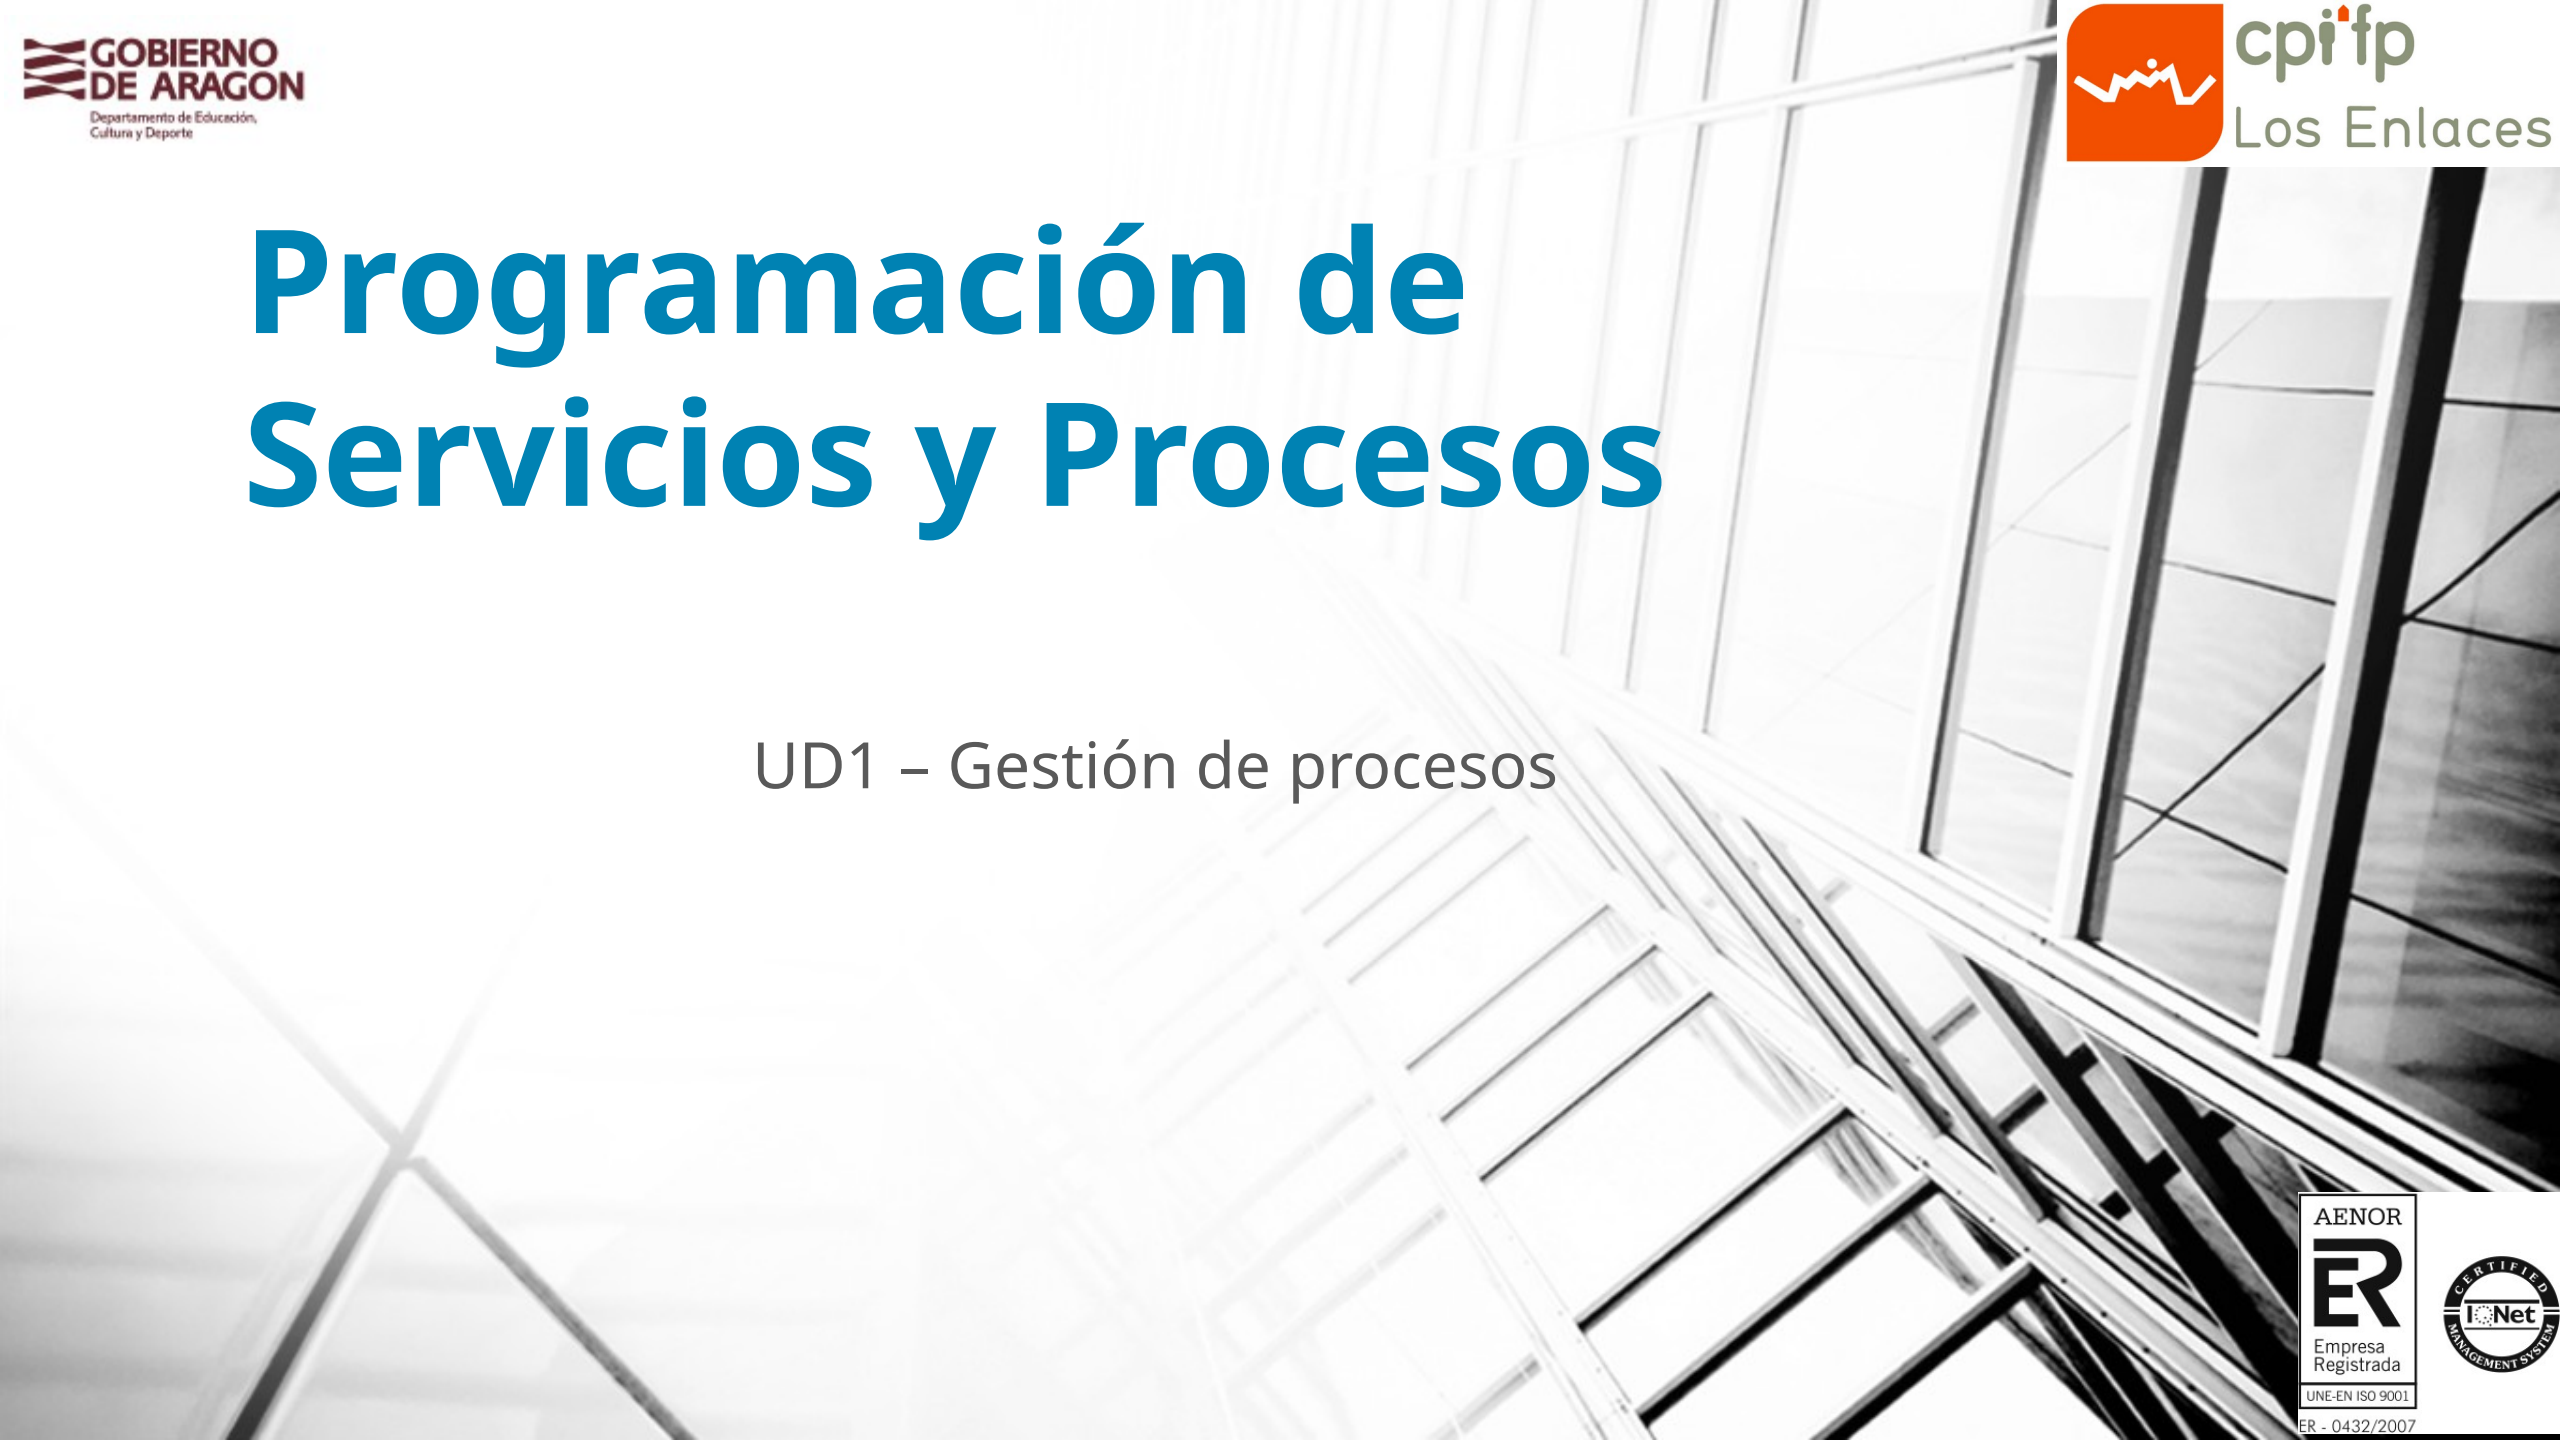 GOBIERNO
DE ARAGON
Departamento de Educación,
Cultura y Deporte
cpifp
Los Enlaces
Programación de
Servicios y Procesos
UD1 – Gestión de procesos
AENOR
ER
Empresa
Registrada
UNE-EN ISO 9001
ER - 0432/2007
CERTIFIED
IQNet
MANAGEMENT SYSTEM